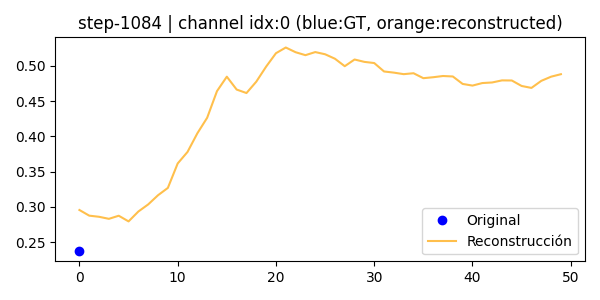 step-1084 | channel idx:0 (blue:GT, orange:reconstructed)
0.50
0.45
0.40
0.35
0.30
0.25
0 10 20 30 40 50
Original
Reconstrucción